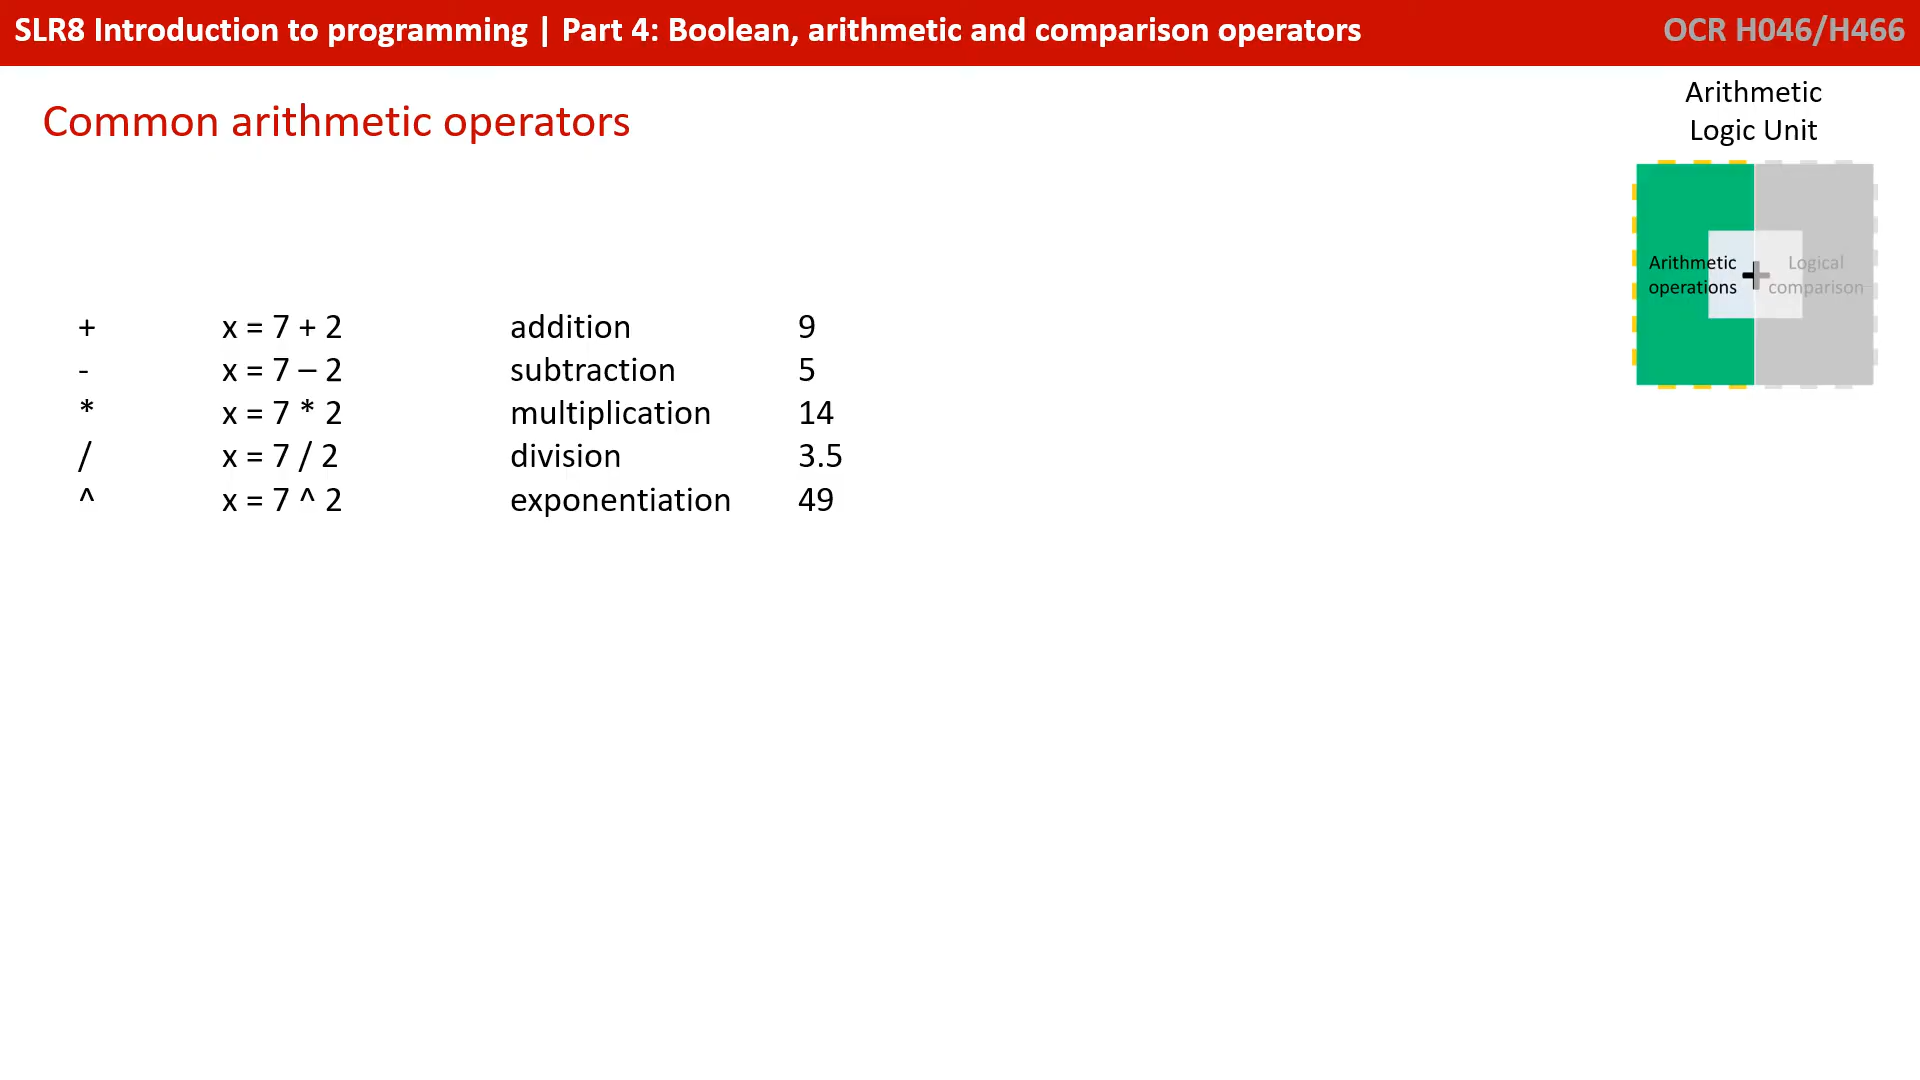 SLR8 Introduction to programming | Part 4: Boolean, arithmetic and comparison operators
OCR H046/H466
Common arithmetic operators
Arithmetic
Logic Unit
Arithmetic
operations
+
Logical
comparison
+ x = 7 + 2 addition 9
- x = 7 – 2 subtraction 5
* x = 7 * 2 multiplication 14
/ x = 7 / 2 division 3.5
^ x = 7 ^ 2 exponentiation 49